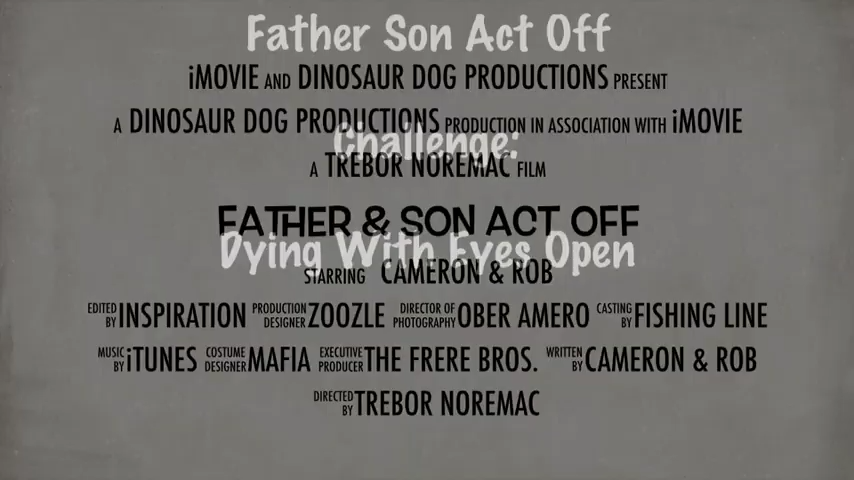 Father Son Act Off
iMOVIE AND DINOSAUR DOG PRODUCTIONS PRESENT
A DINOSAUR DOG PRODUCTIONS PRODUCTION IN ASSOCIATION WITH iMOVIE
Challenge:
A TREBOR NOREMAC FILM
FATHER & SON ACT OFF
Dying With Eyes Open
STARRING CAMERON & ROB
EDITED BY INSPIRATION PRODUCTION DESIGNER ZOOZLE DIRECTOR OF PHOTOGRAPHY OBER AMERO CASTING BY FISHING LINE
MUSIC BY iTUNES COSTUME DESIGNER MAFIA EXECUTIVE PRODUCER THE FRERE BROS. WRITTEN BY CAMERON & ROB
DIRECTED BY TREBOR NOREMAC